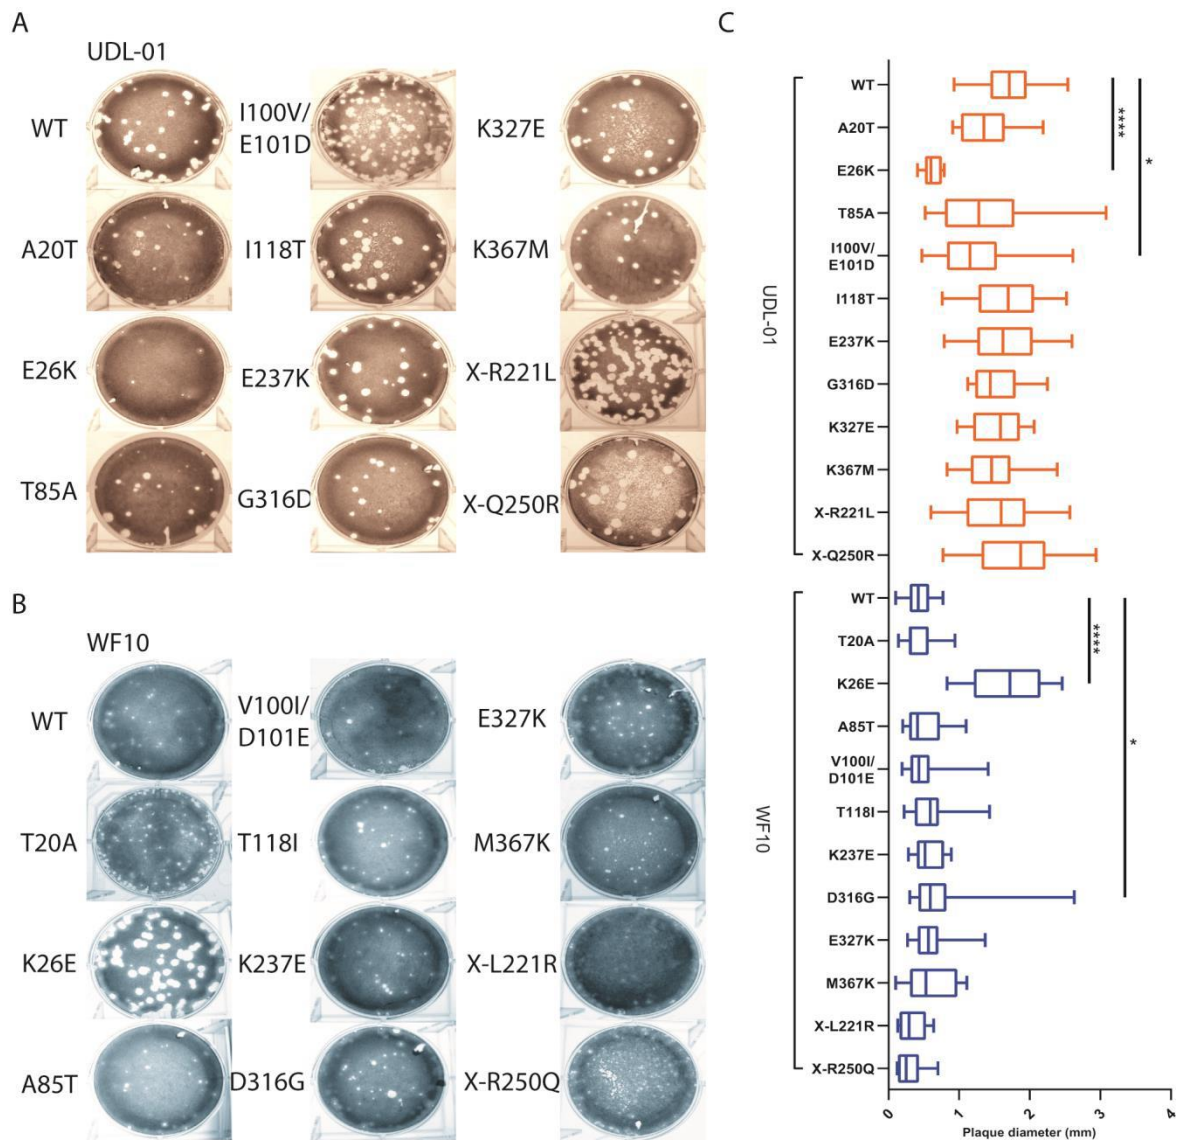 A
UDL-01
WT
I100V/
E101D
K327E
A20T
I118T
K367M
E26K
E237K
X-R221L
T85A
G316D
X-Q250R
B
WF10
WT
V100I/
D101E
E327K
T20A
T118I
M367K
K26E
K237E
X-L221R
A85T
D316G
X-R250Q
C
UDL-01
WT
A20T
E26K
T85A
I100V/
E101D
I118T
E237K
G316D
K327E
K367M
X-R221L
X-Q250R
****
*
WF10
WT
T20A
K26E
A85T
V100I/
D101E
T118I
K237E
D316G
E327K
M367K
X-L221R
X-R250Q
****
*
0 1 2 3 4
Plaque diameter (mm)